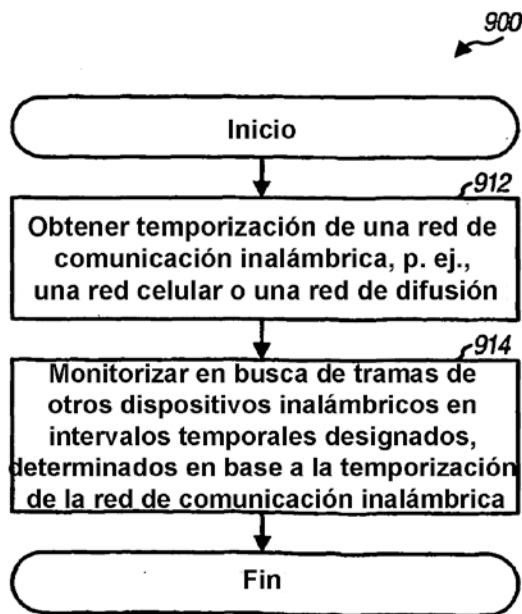 900
Inicio
912
Obtener temporización de una red de
comunicación inalámbrica, p. ej.,
una red celular o una red de difusión
914
Monitorizar en busca de tramas de
otros dispositivos inalámbricos en
intervalos temporales designados,
determinados en base a la temporización
de la red de comunicación inalámbrica
Fin